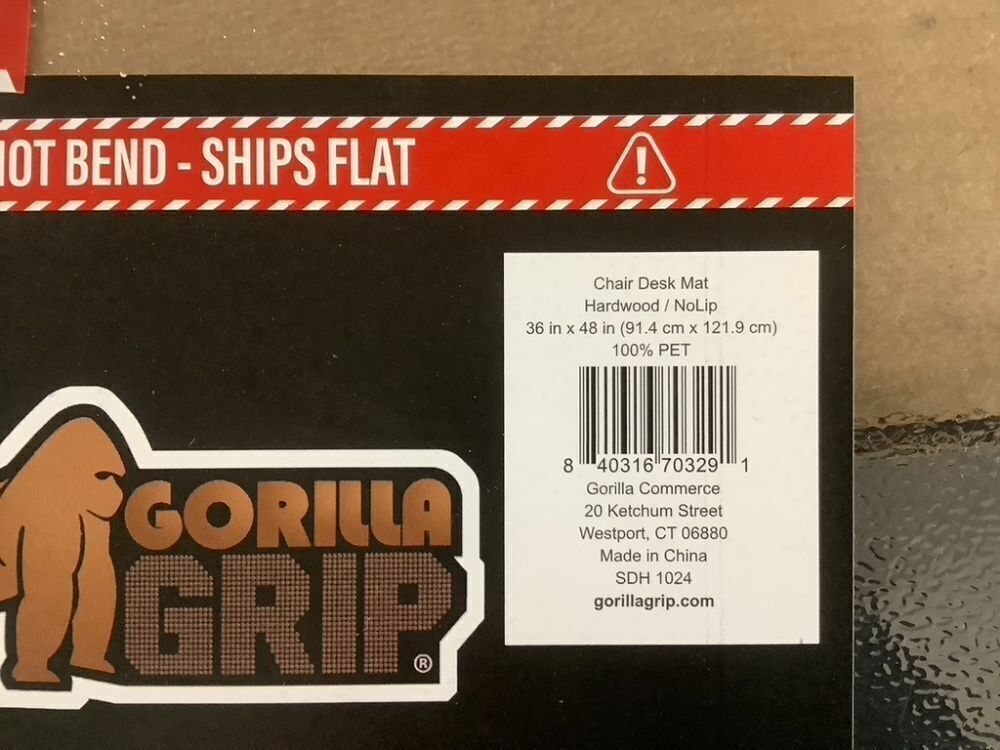 NOT BEND - SHIPS FLAT
Chair Desk Mat
Hardwood / NoLip
36 in x 48 in (91.4 cm x 121.9 cm)
100% PET
8 40316 70329 1
Gorilla Commerce
20 Ketchum Street
Westport, CT 06880
Made in China
SDH 1024
gorillagrip.com
GORILLA
GRIP®